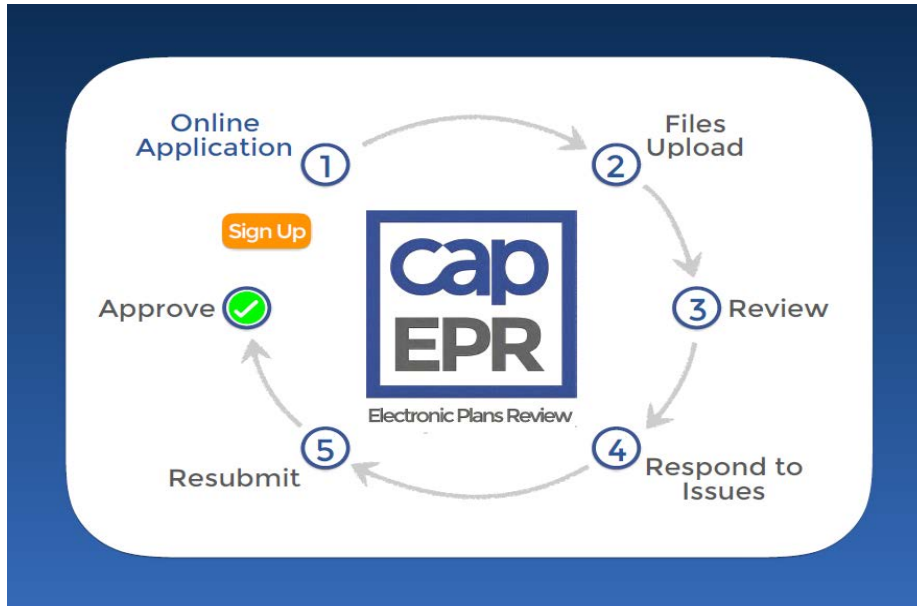 Online
Application
1
Files
Upload
2
Sign Up
cap
EPR
Electronic Plans Review
3
Review
4
Respond to
Issues
5
Resubmit
Approve